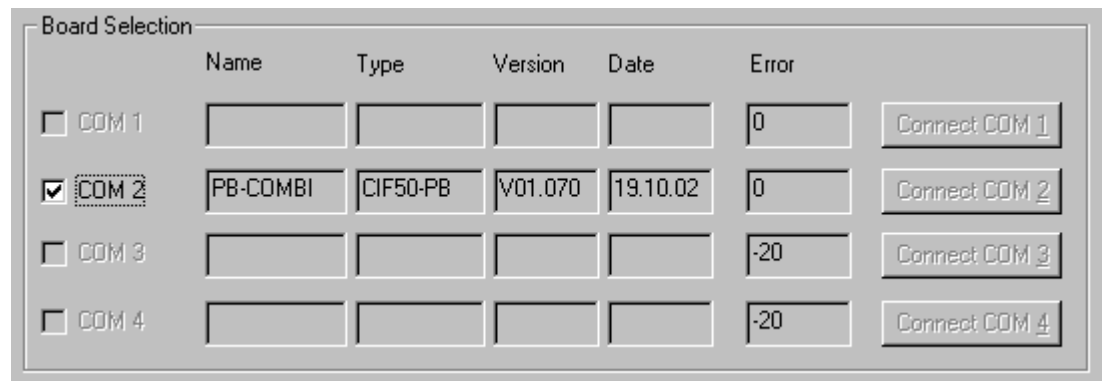 Board Selection
Name Type Version Date Error
COM 1 0 Connect COM 1
COM 2 PB-COMBI CIF50-PB V01.070 19.10.02 0 Connect COM 2
COM 3 -20 Connect COM 3
COM 4 -20 Connect COM 4